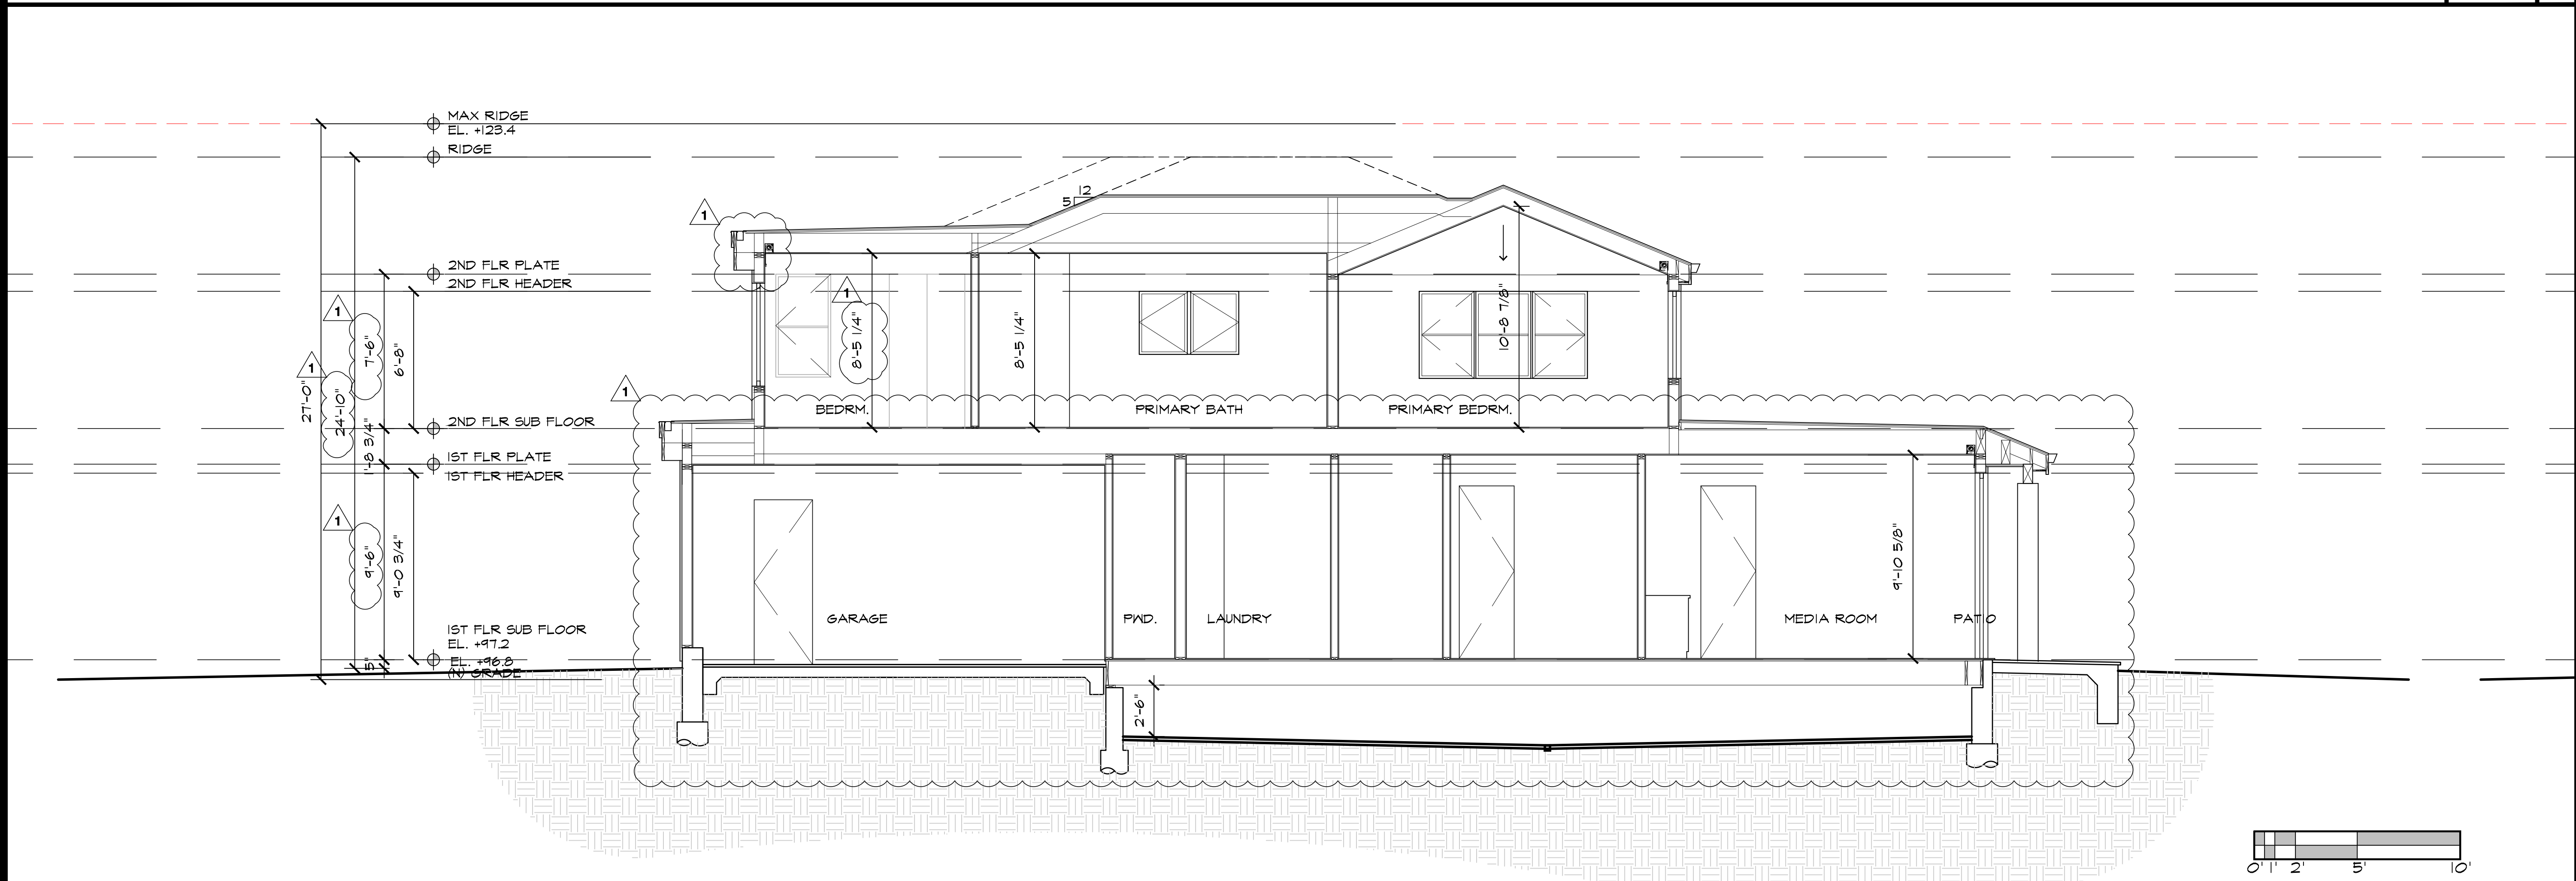 MAX RIDGE
EL. +123.4
RIDGE
12
5
1
2ND FLR PLATE
2ND FLR HEADER
1
1
7'-6"
6'-8"
8'-5 1/4"
8'-5 1/4"
10'-8 7/8"
1
27'-0"
24'-10"
1
BEDRM.
PRIMARY BATH
PRIMARY BEDRM.
2ND FLR SUB FLOOR
1'-8 3/4"
1ST FLR PLATE
1ST FLR HEADER
1
9'-6"
9'-0 3/4"
9'-10 5/8"
GARAGE
PWD.
LAUNDRY
MEDIA ROOM
PATIO
1ST FLR SUB FLOOR
EL. +97.2
EL. +96.8
(N) GRADE
5"
2'-6"
0' 1' 2' 5' 10'